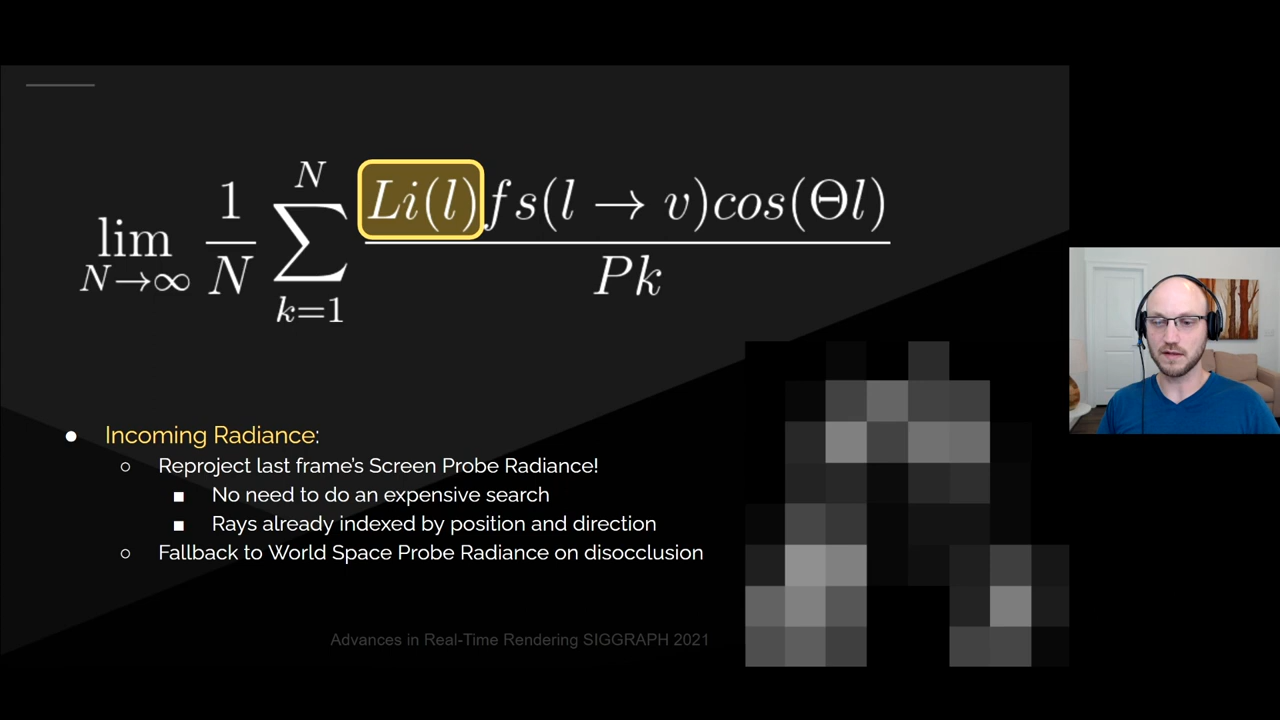 lim N→∞ 1/N ∑ k=1 N Li(l)fs(l → v)cos(Θl) / Pk
● Incoming Radiance:
○ Reproject last frame's Screen Probe Radiance!
■ No need to do an expensive search
■ Rays already indexed by position and direction
○ Fallback to World Space Probe Radiance on disocclusion
Advances in Real-Time Rendering SIGGRAPH 2021